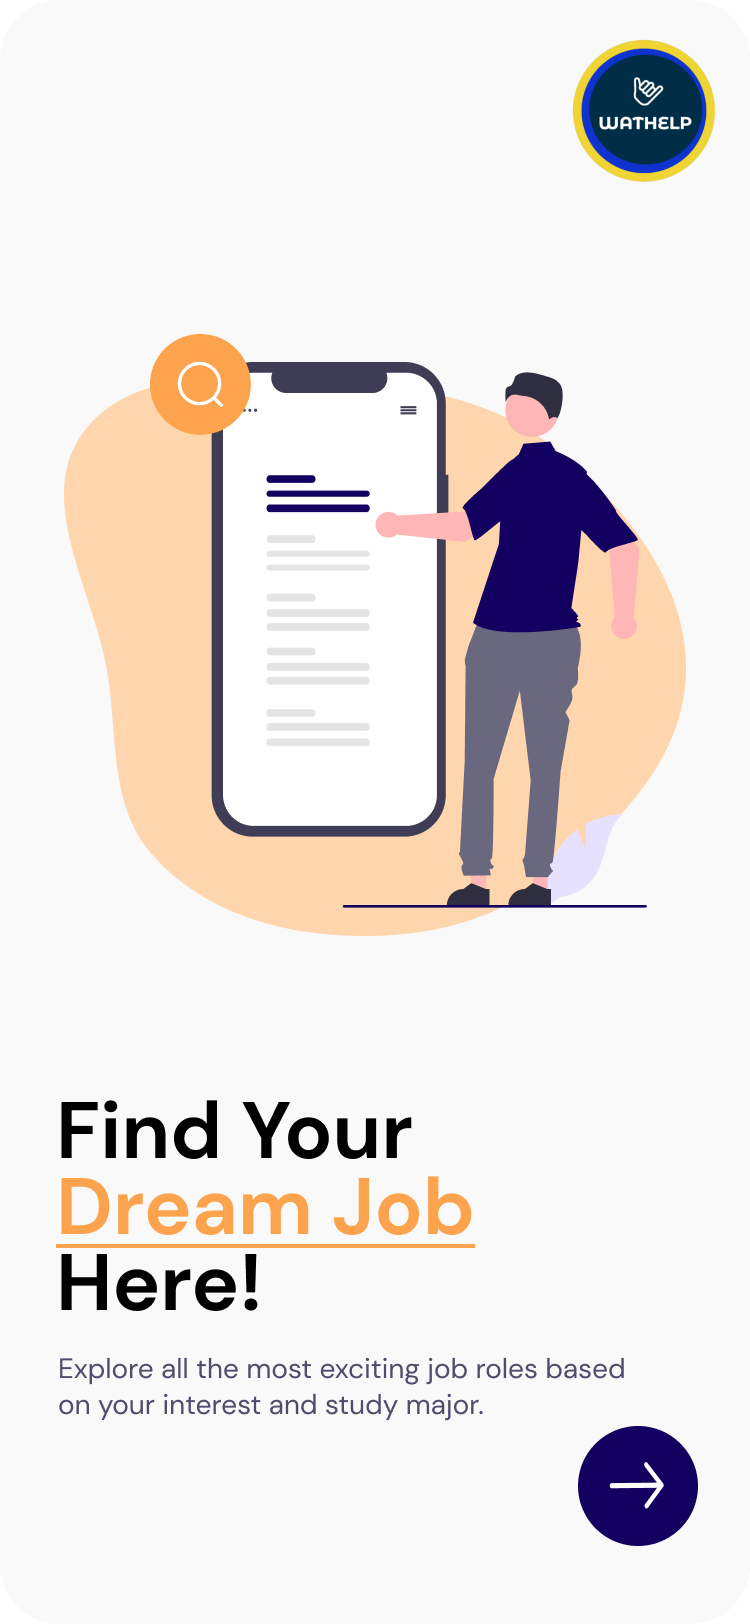 WATHELP
Find Your
Dream Job
Here!
Explore all the most exciting job roles based
on your interest and study major.